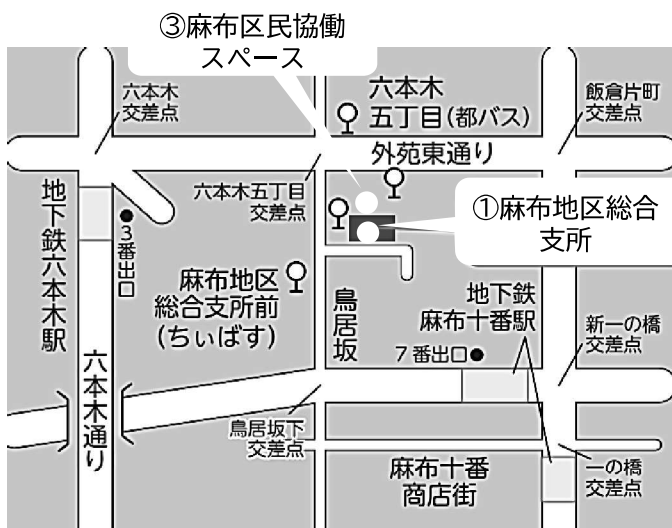 ③麻布区民協働
スペース
六本木
交差点
六本木
五丁目(都バス)
飯倉片町
交差点
外苑東通り
地下鉄六本木駅
3番出口
六本木五丁目
交差点
①麻布地区総合
支所
麻布地区
総合支所前
(ちぃばす)
鳥居坂
地下鉄
麻布十番駅
7番出口
新一の橋
交差点
六本木通り
鳥居坂下
交差点
麻布十番
商店街
一の橋
交差点